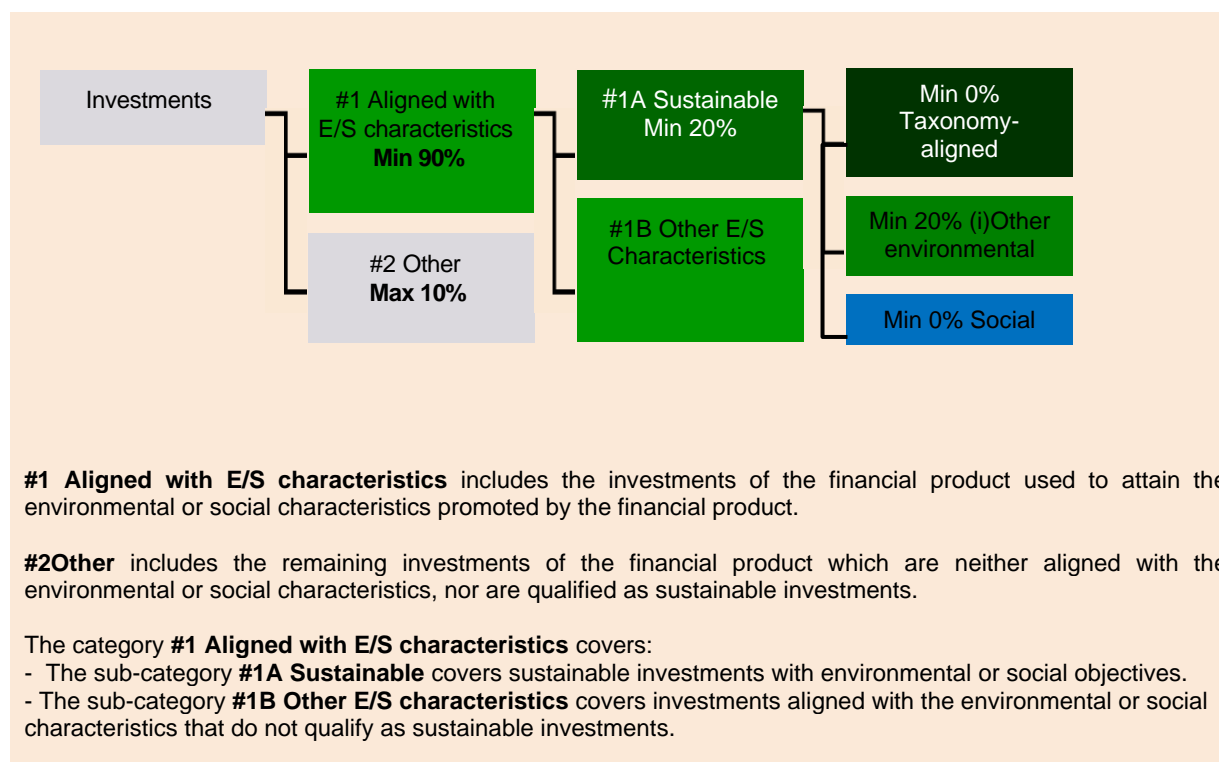 Investments
#1 Aligned with
E/S characteristics
Min 90%
#2 Other
Max 10%
#1A Sustainable
Min 20%
#1B Other E/S
Characteristics
Min 0%
Taxonomy-
aligned
Min 20% (i)Other
environmental
Min 0% Social
#1 Aligned with E/S characteristics includes the investments of the financial product used to attain the
environmental or social characteristics promoted by the financial product.
#2Other includes the remaining investments of the financial product which are neither aligned with the
environmental or social characteristics, nor are qualified as sustainable investments.
The category #1 Aligned with E/S characteristics covers:
- The sub-category #1A Sustainable covers sustainable investments with environmental or social objectives.
- The sub-category #1B Other E/S characteristics covers investments aligned with the environmental or social
characteristics that do not qualify as sustainable investments.